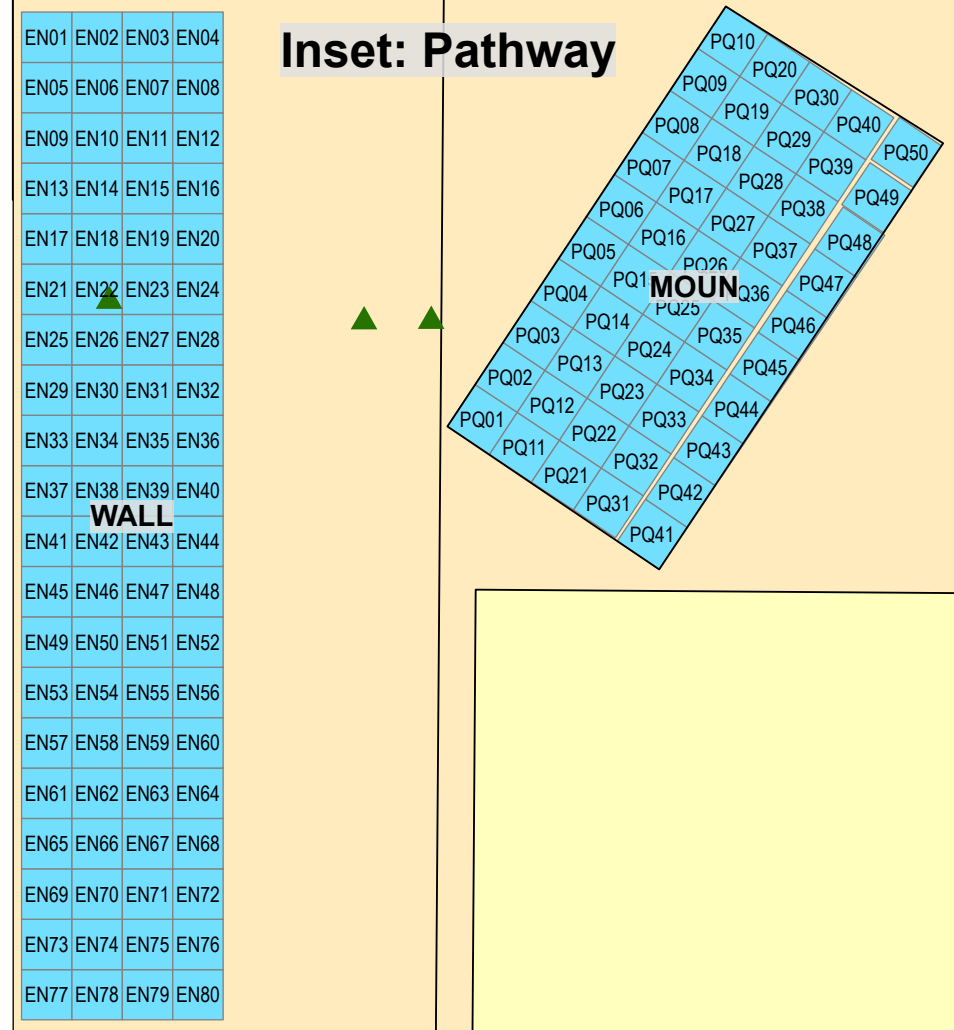 Inset: Pathway
EN01 EN02 EN03 EN04
EN05 EN06 EN07 EN08
EN09 EN10 EN11 EN12
EN13 EN14 EN15 EN16
EN17 EN18 EN19 EN20
EN21 EN22 EN23 EN24
EN25 EN26 EN27 EN28
EN29 EN30 EN31 EN32
EN33 EN34 EN35 EN36
EN37 EN38 EN39 EN40
WALL
EN41 EN42 EN43 EN44
EN45 EN46 EN47 EN48
EN49 EN50 EN51 EN52
EN53 EN54 EN55 EN56
EN57 EN58 EN59 EN60
EN61 EN62 EN63 EN64
EN65 EN66 EN67 EN68
EN69 EN70 EN71 EN72
EN73 EN74 EN75 EN76
EN77 EN78 EN79 EN80
PQ10 PQ20 PQ30 PQ40 PQ50
PQ09 PQ19 PQ29 PQ39 PQ49
PQ08 PQ18 PQ28 PQ38 PQ48
PQ07 PQ17 PQ27 PQ37 PQ47
PQ06 PQ16 PQ26 PQ36 PQ46
MOUN
PQ05 PQ25 PQ35 PQ45
PQ04 PQ14 PQ24 PQ34 PQ44
PQ03 PQ13 PQ23 PQ33 PQ43
PQ02 PQ12 PQ22 PQ32 PQ42
PQ01 PQ11 PQ21 PQ31 PQ41